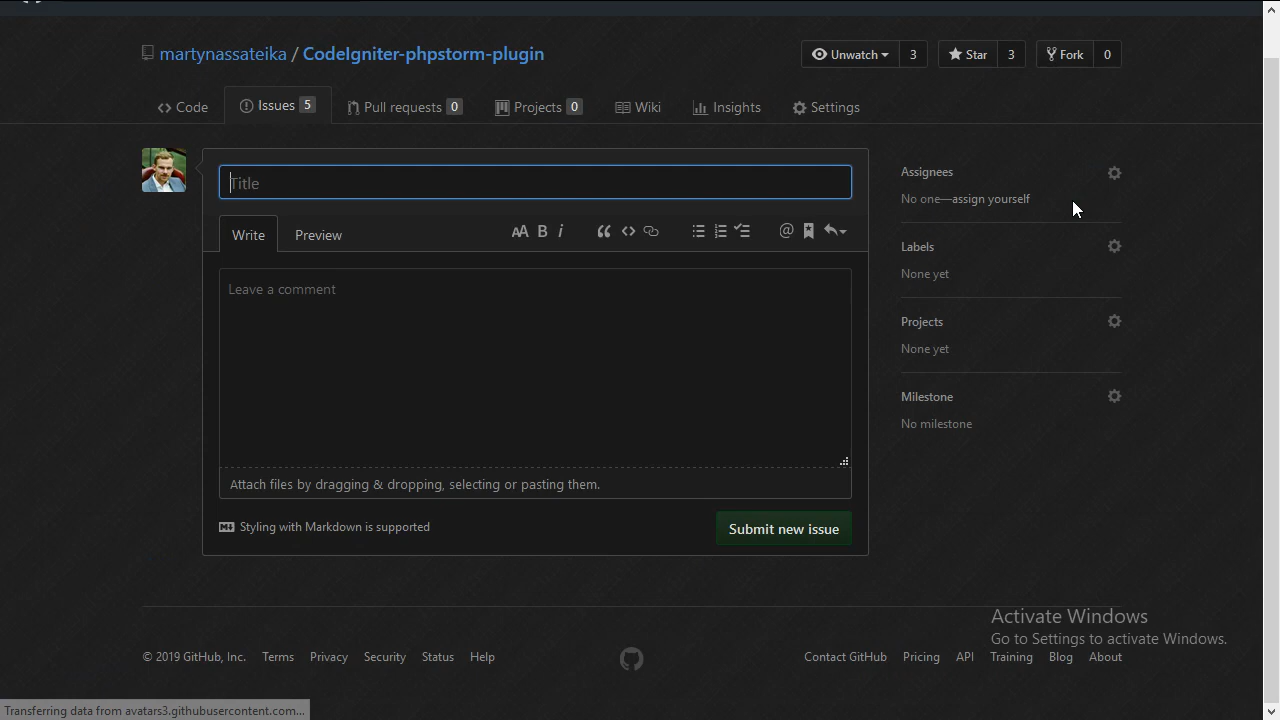 martynassateika / CodeIgniter-phpstorm-plugin
Unwatch 3
Star 3
Fork 0
Code
Issues 5
Pull requests 0
Projects 0
Wiki
Insights
Settings
Title
Write
Preview
AA B i
@
Leave a comment
Attach files by dragging & dropping, selecting or pasting them.
Styling with Markdown is supported
Submit new issue
Assignees
No one—assign yourself
Labels
None yet
Projects
None yet
Milestone
No milestone
Activate Windows
Go to Settings to activate Windows.
© 2019 GitHub, Inc. Terms Privacy Security Status Help
Contact GitHub Pricing API Training Blog About
Transferring data from avatars3.githubusercontent.com...